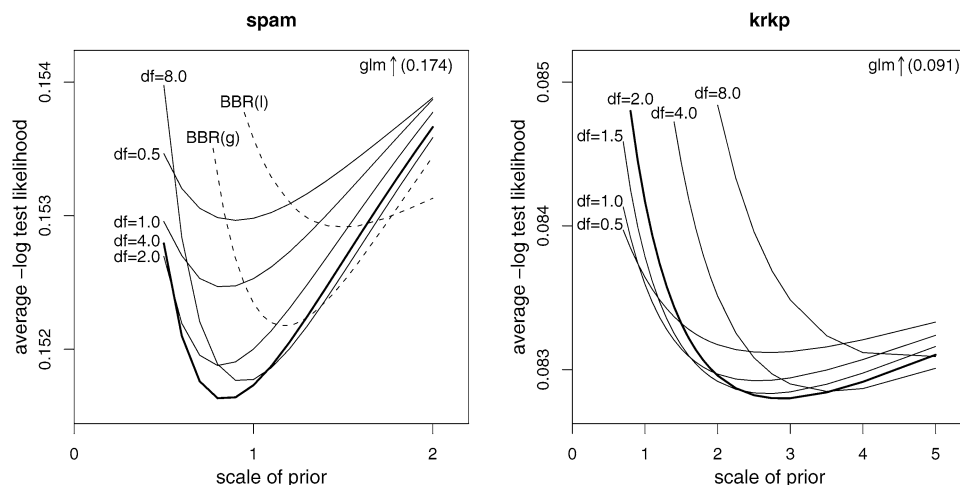 spam
average −log test likelihood
0.154
0.153
0.152
glm ↑ (0.174)
df=8.0
BBR(l)
BBR(g)
df=0.5
df=1.0
df=4.0
df=2.0
0
1
2
scale of prior
krkp
average −log test likelihood
0.085
0.084
0.083
glm ↑ (0.091)
df=2.0
df=8.0
df=4.0
df=1.5
df=1.0
df=0.5
0
1
2
3
4
5
scale of prior